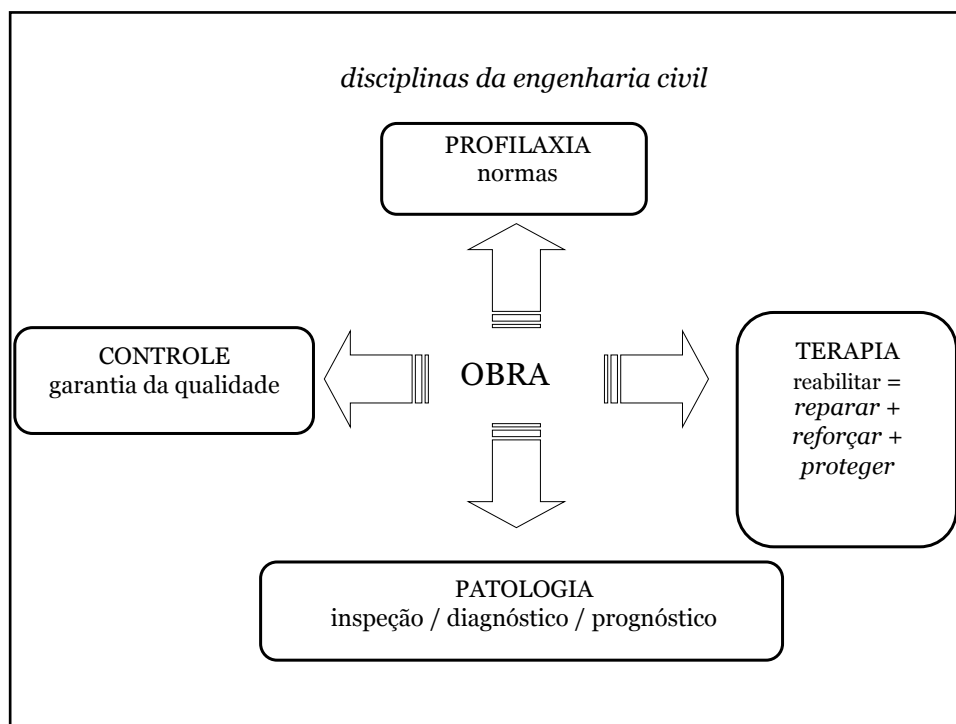 disciplinas da engenharia civil
PROFILAXIA
normas
CONTROLE
garantia da qualidade
OBRA
TERAPIA
reabilitar =
reparar +
reforçar +
proteger
PATOLOGIA
inspeção / diagnóstico / prognóstico